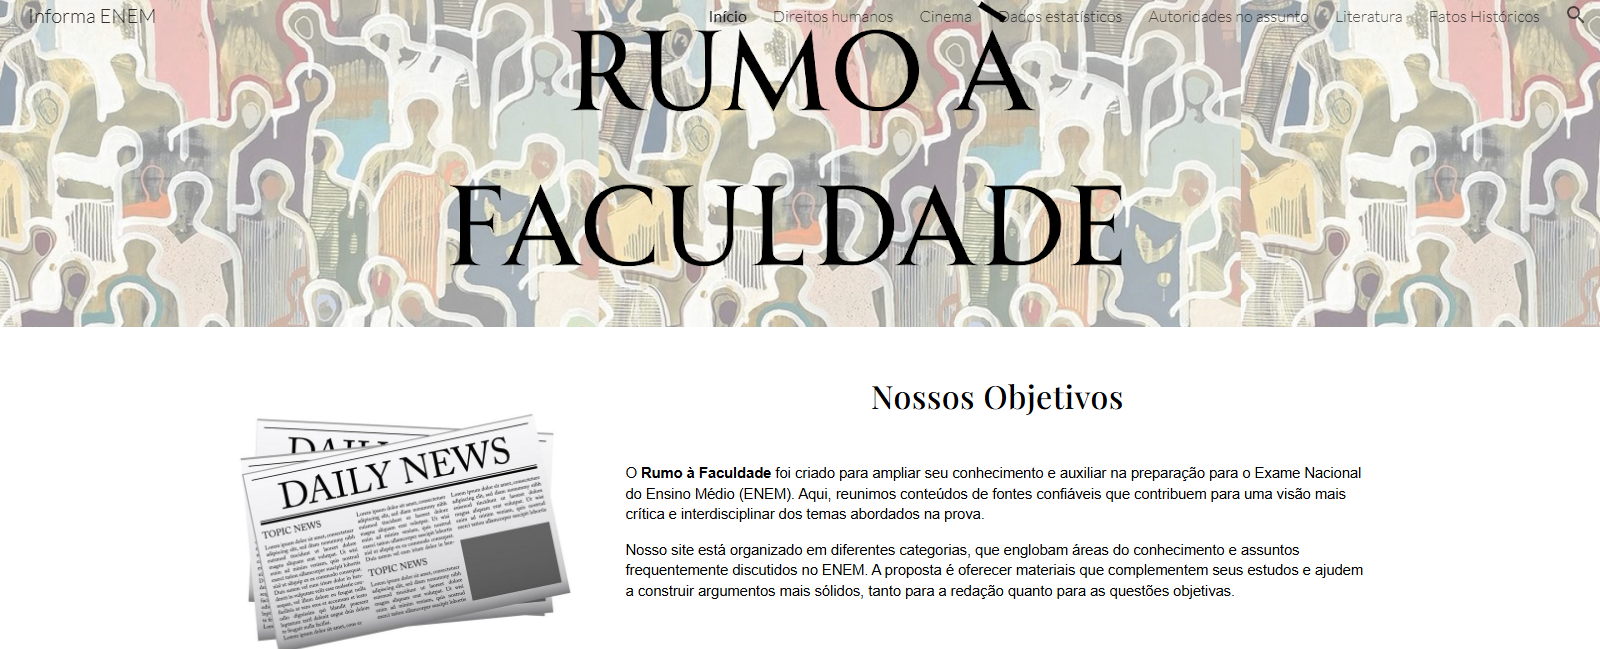 Informa ENEM
Início Direitos humanos Cinema Dados estatísticos Autoridades no assunto Literatura Fatos Históricos
RUMO À
FACULDADE
Nossos Objetivos
DAILY NEWS
TOPIC NEWS
TOPIC NEWS
O Rumo à Faculdade foi criado para ampliar seu conhecimento e auxiliar na preparação para o Exame Nacional
do Ensino Médio (ENEM). Aqui, reunimos conteúdos de fontes confiáveis que contribuem para uma visão mais
crítica e interdisciplinar dos temas abordados na prova.
Nosso site está organizado em diferentes categorias, que englobam áreas do conhecimento e assuntos
frequentemente discutidos no ENEM. A proposta é oferecer materiais que complementem seus estudos e ajudem
a construir argumentos mais sólidos, tanto para a redação quanto para as questões objetivas.